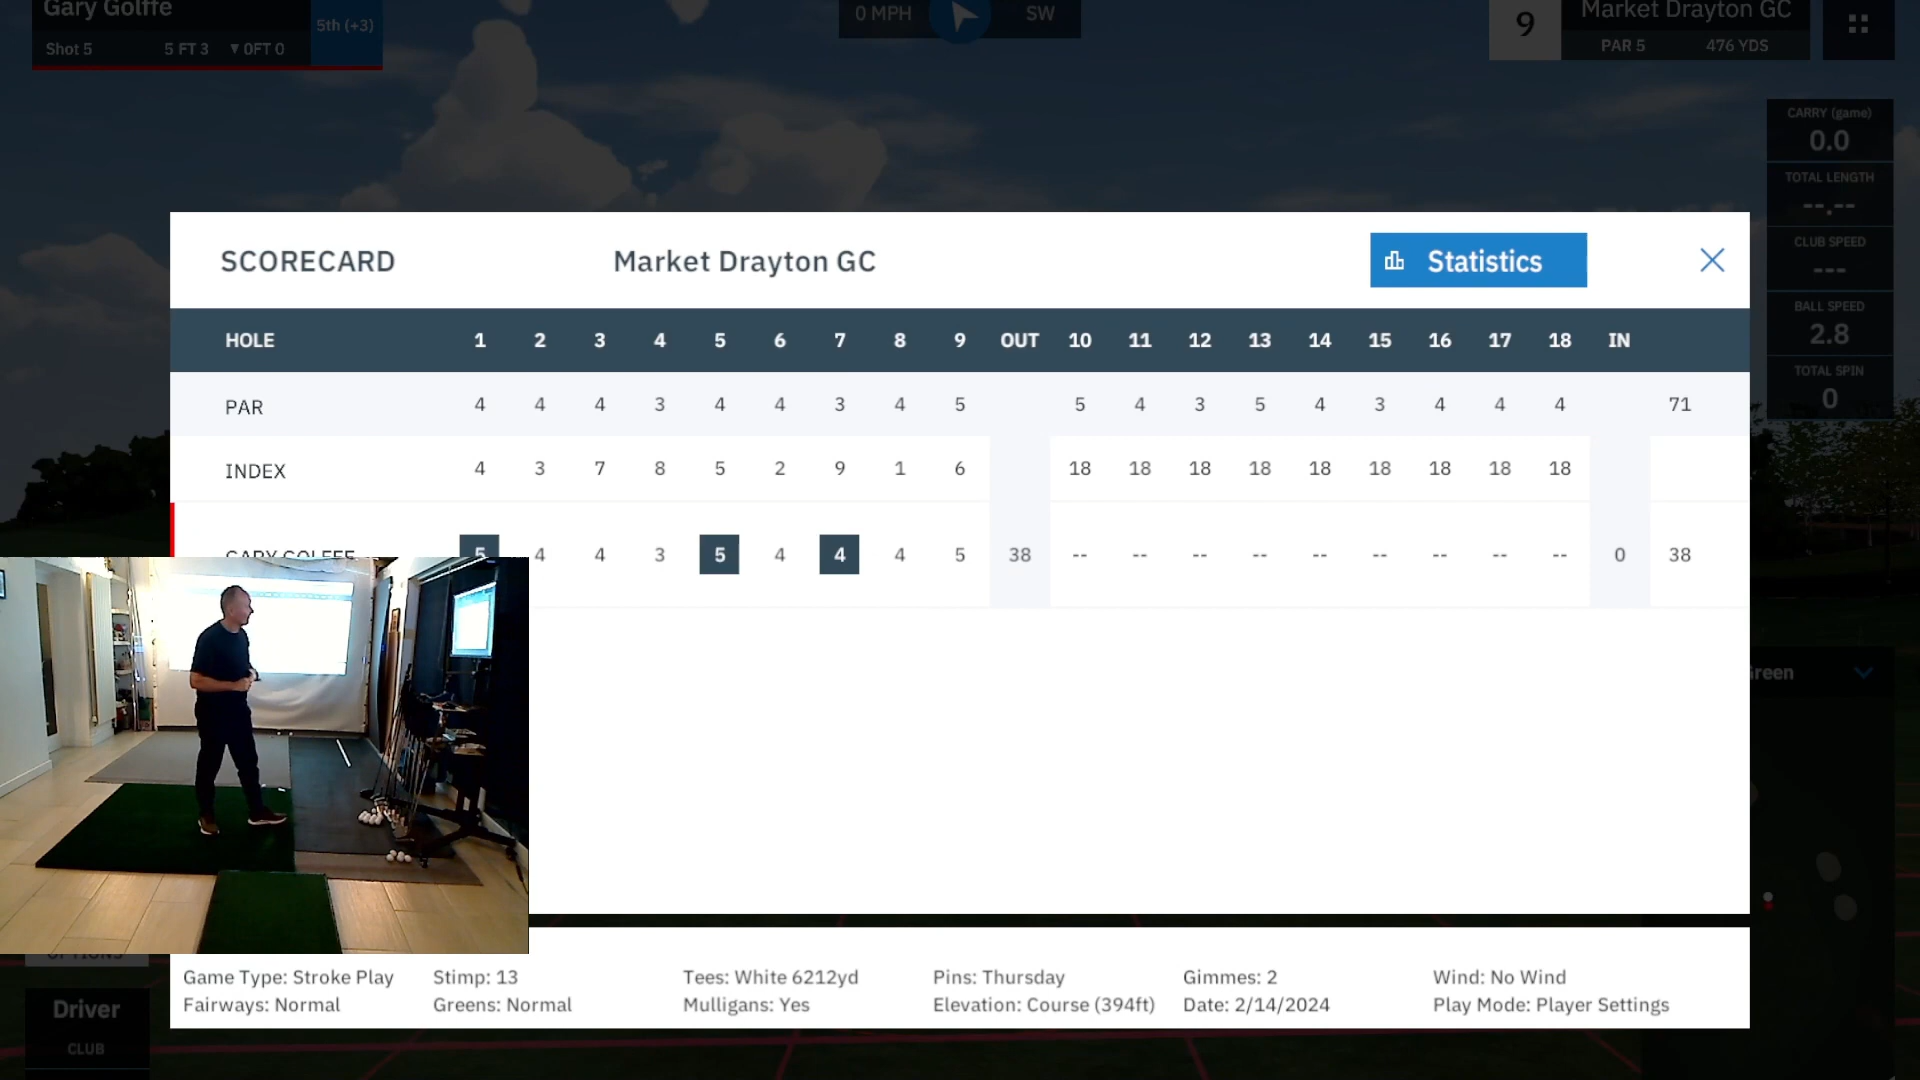 Gary Golffe
Shot 5 5 FT 3 ▼ 0FT 0
5th (+3)
0 MPH SW
9
Market Drayton GC
PAR 5 476 YDS
CARRY (game)
0.0
TOTAL LENGTH
--.--
CLUB SPEED
---
BALL SPEED
2.8
TOTAL SPIN
0
SCORECARD Market Drayton GC Statistics
HOLE 1 2 3 4 5 6 7 8 9 OUT 10 11 12 13 14 15 16 17 18 IN
PAR 4 4 4 3 4 4 3 4 5 5 4 3 5 4 3 4 4 4 71
INDEX 4 3 7 8 5 2 9 1 6 18 18 18 18 18 18 18 18 18
GARY GOLFFE 5 4 4 3 5 4 4 4 5 38 -- -- -- -- -- -- -- -- -- 0 38
Green
OPTIONS
Driver
CLUB
Game Type: Stroke Play Stimp: 13 Tees: White 6212yd Pins: Thursday Gimmes: 2 Wind: No Wind
Fairways: Normal Greens: Normal Mulligans: Yes Elevation: Course (394ft) Date: 2/14/2024 Play Mode: Player Settings